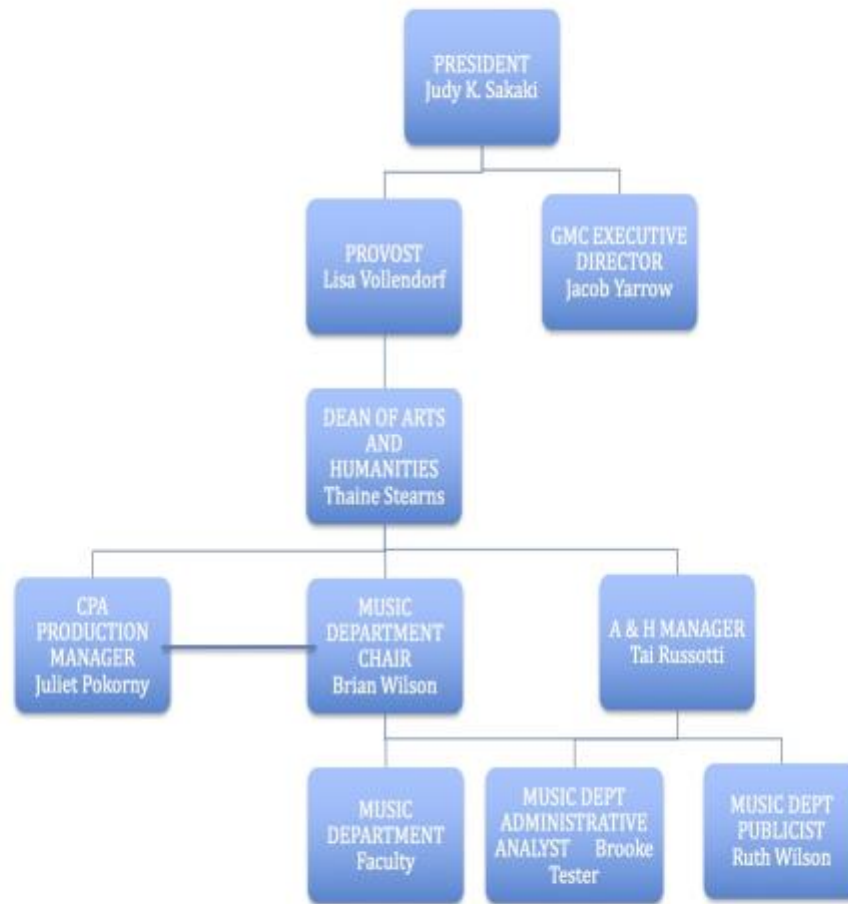 PRESIDENT
Judy K. Sakaki
PROVOST
Lisa Vollendorf
GMC EXECUTIVE
DIRECTOR
Jacob Yarrow
DEAN OF ARTS
AND
HUMANITIES
Thaine Stearns
CPA
PRODUCTION
MANAGER
Juliet Pokorny
MUSIC
DEPARTMENT
CHAIR
Brian Wilson
A & H MANAGER
Tai Russotti
MUSIC
DEPARTMENT
Faculty
MUSIC DEPT
ADMINISTRATIVE
ANALYST Brooke
Tester
MUSIC DEPT
PUBLICIST
Ruth Wilson